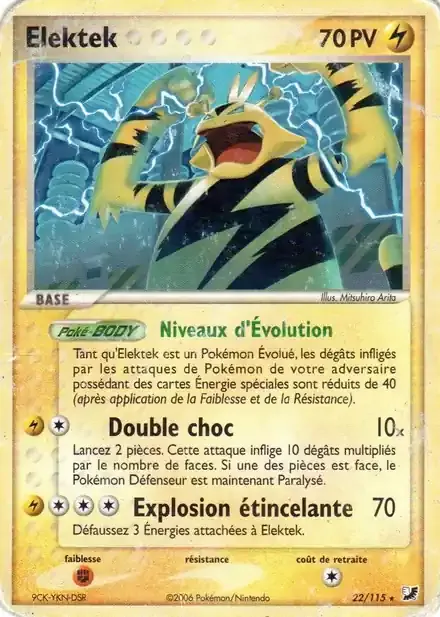 Elektek
70 PV
BASE
Illus. Mitsuhiro Arita
Poké-BODY Niveaux d'Évolution
Tant qu'Elektek est un Pokémon Évolué, les dégâts infligés
par les attaques de Pokémon de votre adversaire
possédant des cartes Énergie spéciales sont réduits de 40
(après application de la Faiblesse et de la Résistance).
Double choc 10x
Lancez 2 pièces. Cette attaque inflige 10 dégâts multipliés
par le nombre de faces. Si une des pièces est face, le
Pokémon Défenseur est maintenant Paralysé.
Explosion étincelante 70
Défaussez 3 Énergies attachées à Elektek.
faiblesse résistance coût de retraite
9CK-YKN-DSR ©2006 Pokémon/Nintendo 22/115 ★